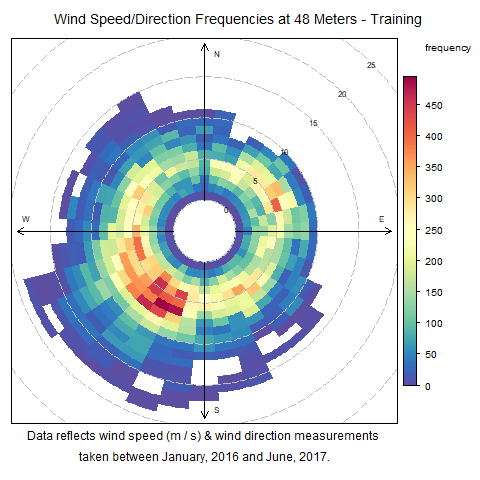 Wind Speed/Direction Frequencies at 48 Meters - Training
frequency
N
25
20
15
10
5
0
W
E
S
450
400
350
300
250
200
150
100
50
0
Data reflects wind speed (m / s) & wind direction measurements
taken between January, 2016 and June, 2017.